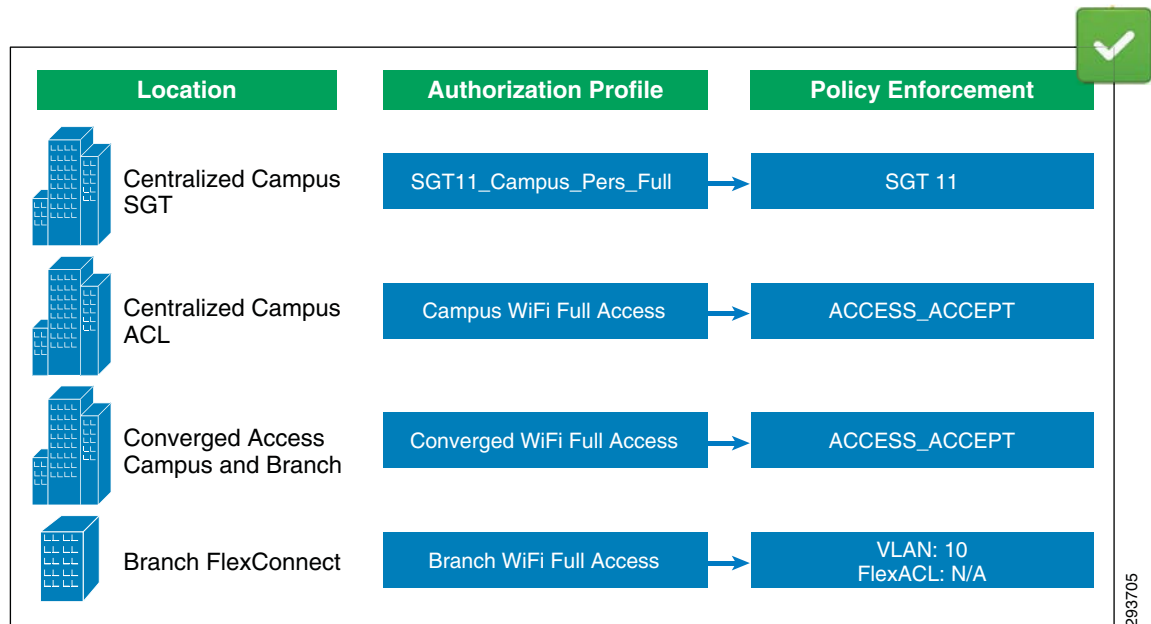 Location
Authorization Profile
Policy Enforcement
Centralized Campus
SGT
SGT11_Campus_Pers_Full
SGT 11
Centralized Campus
ACL
Campus WiFi Full Access
ACCESS_ACCEPT
Converged Access
Campus and Branch
Converged WiFi Full Access
ACCESS_ACCEPT
Branch FlexConnect
Branch WiFi Full Access
VLAN: 10
FlexACL: N/A
293705